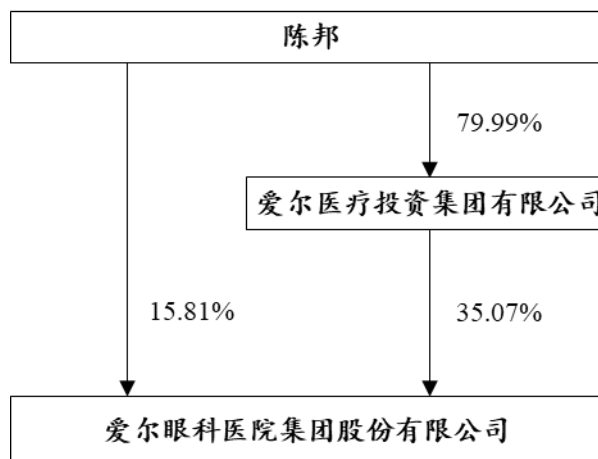 陈邦
79.99%
爱尔医疗投资集团有限公司
15.81%
35.07%
爱尔眼科医院集团股份有限公司